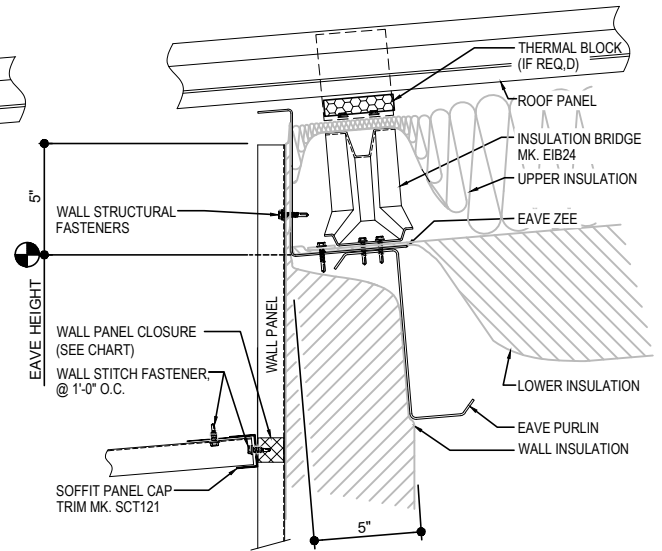 THERMAL BLOCK
(IF REQ,D)
ROOF PANEL
INSULATION BRIDGE
MK. EIB24
UPPER INSULATION
EAVE ZEE
5"
WALL STRUCTURAL
FASTENERS
EAVE HEIGHT
WALL PANEL
WALL PANEL CLOSURE
(SEE CHART)
WALL STITCH FASTENER,
@ 1'-0" O.C.
LOWER INSULATION
EAVE PURLIN
WALL INSULATION
SOFFIT PANEL CAP
TRIM MK. SCT121
5"